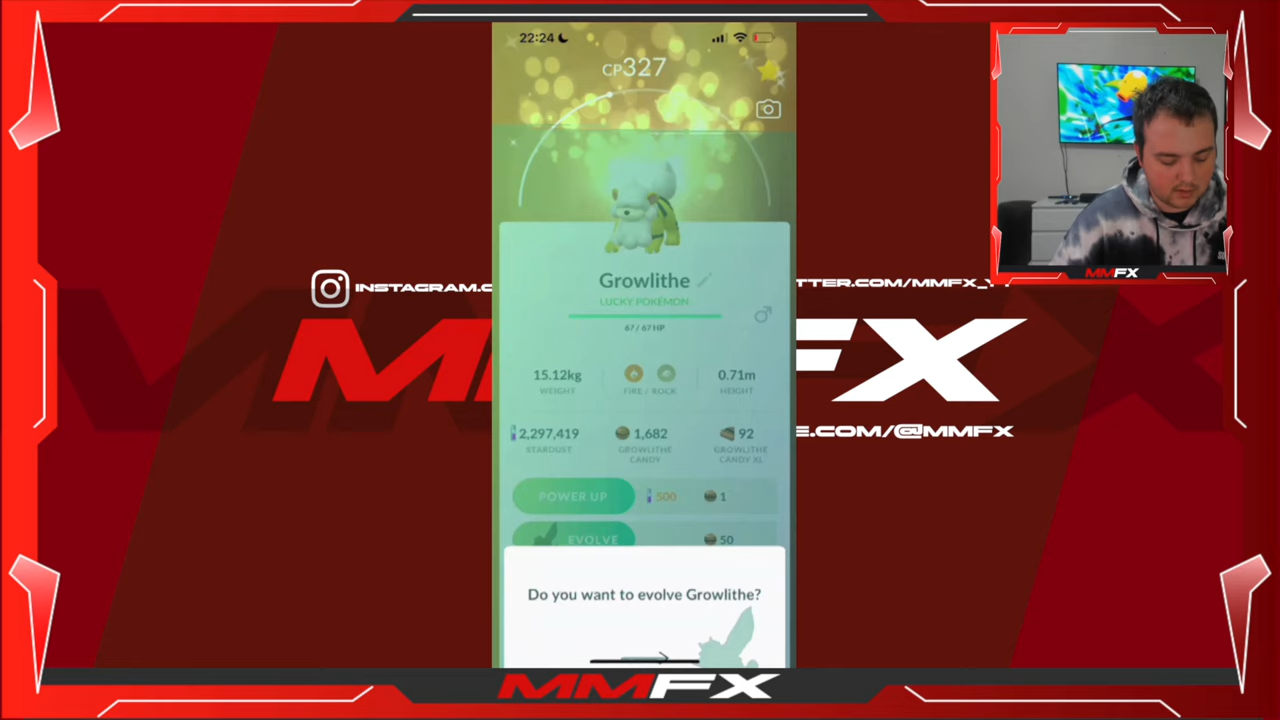 22:24
CP327
Growlithe
LUCKY POKÉMON
67 / 67 HP
15.12kg
WEIGHT
FIRE / ROCK
0.71m
HEIGHT
2,297,419
STARDUST
1,682
GROWLITHE
CANDY
92
GROWLITHE
CANDY XL
POWER UP
500
1
EVOLVE
50
Do you want to evolve Growlithe?
INSTAGRAM.C
TTER.COM/MMFX_
M FX
E.COM/@MMFX
MMFX
MMFX